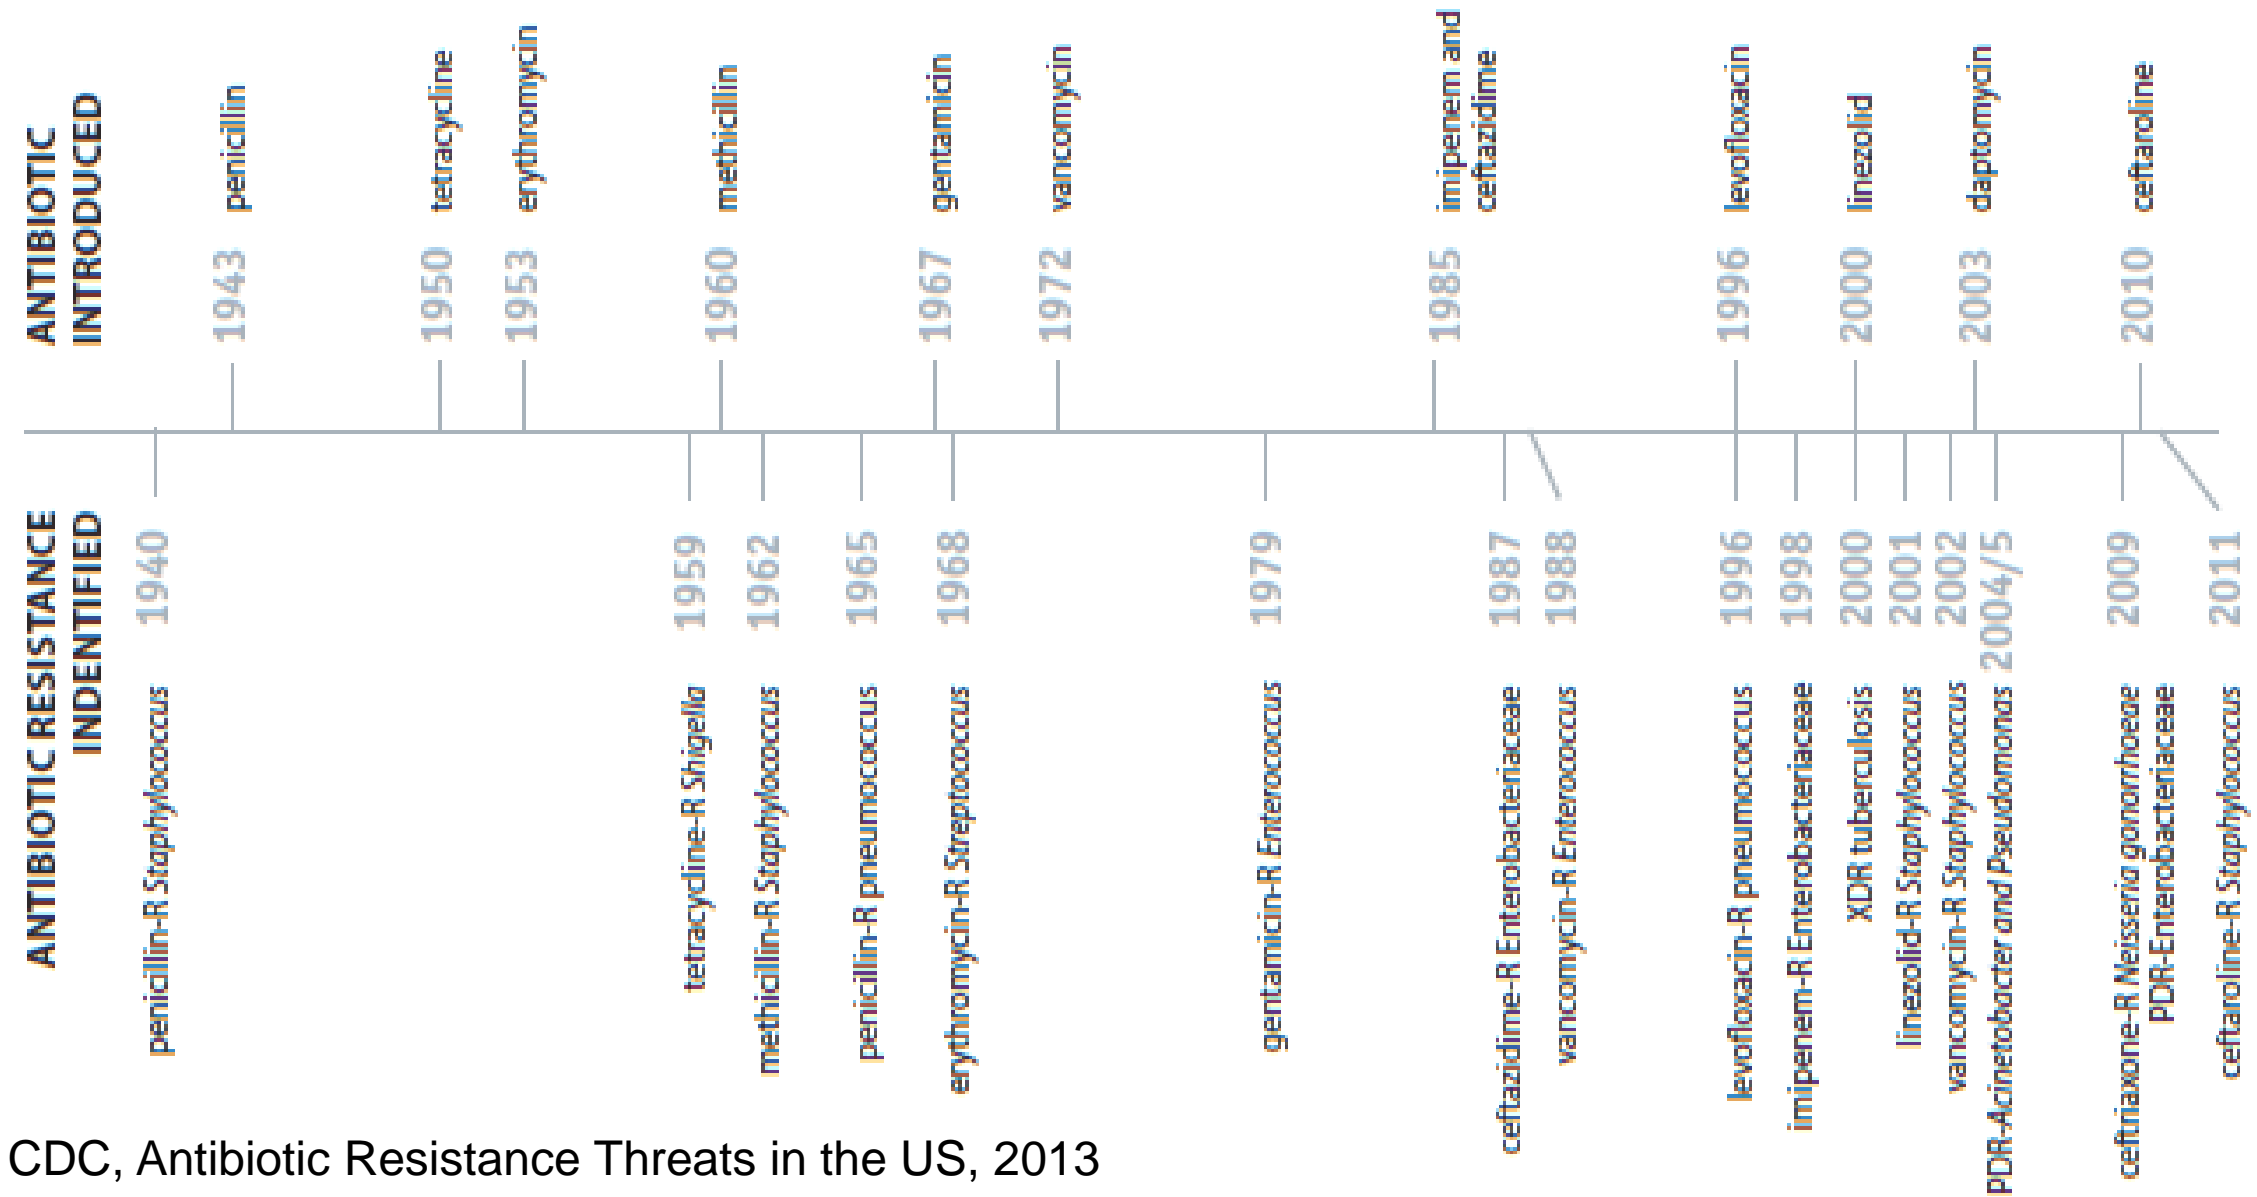 ANTIBIOTIC
INTRODUCED
penicillin
tetracycline
erythromycin
methicillin
gentamicin
vancomycin
imipenem and
ceftazidime
levofloxacin
linezolid
daptomycin
ceftaroline
1943
1950
1953
1960
1967
1972
1985
1996
2000
2003
2010
ANTIBIOTIC RESISTANCE
INDENTIFIED
1940
1959
1962
1965
1968
1979
1987
1988
1996
1998
2000
2001
2002
2004/5
2009
2011
penicillin-R Staphylococcus
tetracycline-R Shigella
methicillin-R Staphylococcus
penicillin-R pneumococcus
erythromycin-R Streptococcus
gentamicin-R Enterococcus
ceftazidime-R Enterobacteriaceae
vancomycin-R Enterococcus
levofloxacin-R pneumococcus
imipenem-R Enterobacteriaceae
XDR tuberculosis
linezolid-R Staphylococcus
vancomycin-R Staphylococcus
PDR-Acinetobacter and Pseudomonas
ceftriaxone-R Neisseria gonorrhoeae
PDR-Enterobacteriaceae
ceftaroline-R Staphylococcus
CDC, Antibiotic Resistance Threats in the US, 2013